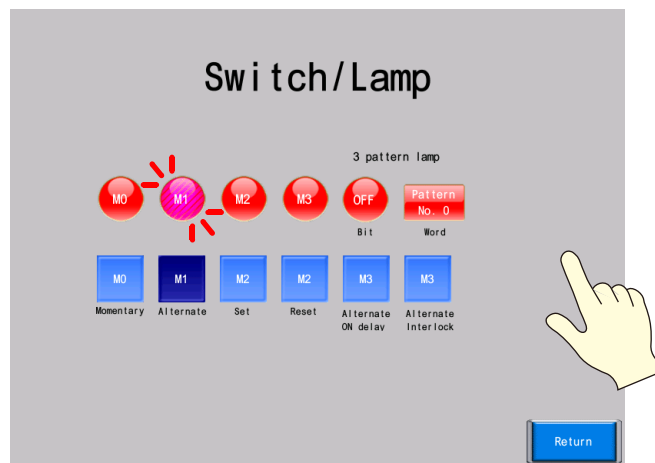 Switch/Lamp
3 pattern lamp
M0 M1 M2 M3 OFF Pattern No. 0
Bit Word
M0 M1 M2 M2 M3 M3
Momentary Alternate Set Reset Alternate ON delay Alternate Interlock
Return